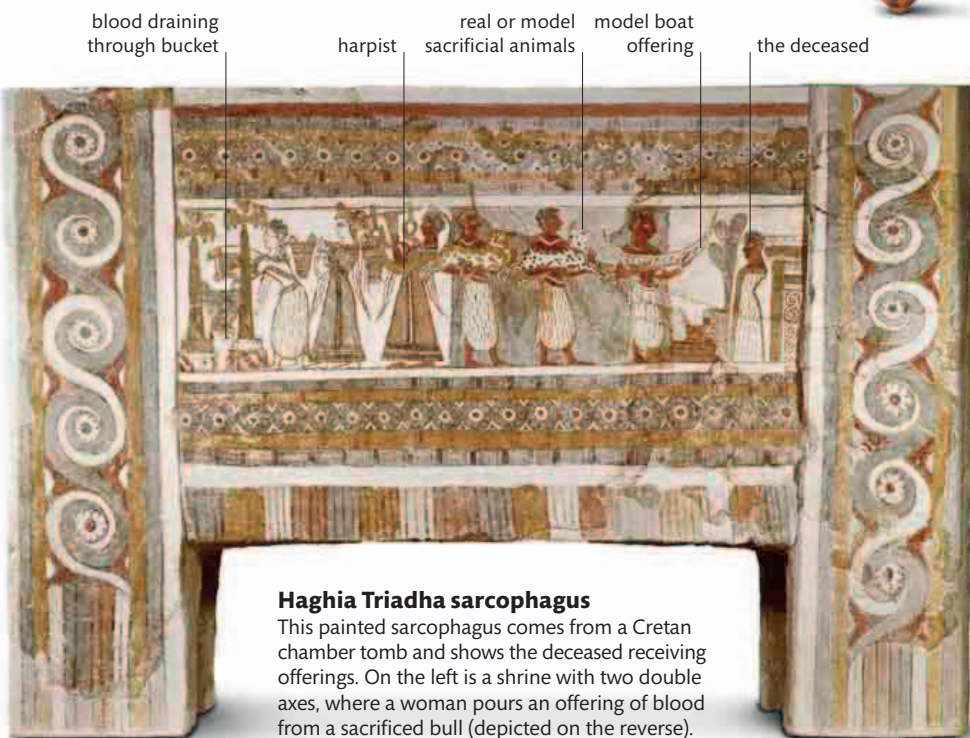 blood draining
through bucket
harpist
real or model
sacrificial animals
model boat
offering
the deceased
Haghia Triadha sarcophagus
This painted sarcophagus comes from a Cretan
chamber tomb and shows the deceased receiving
offerings. On the left is a shrine with two double
axes, where a woman pours an offering of blood
from a sacrificed bull (depicted on the reverse).